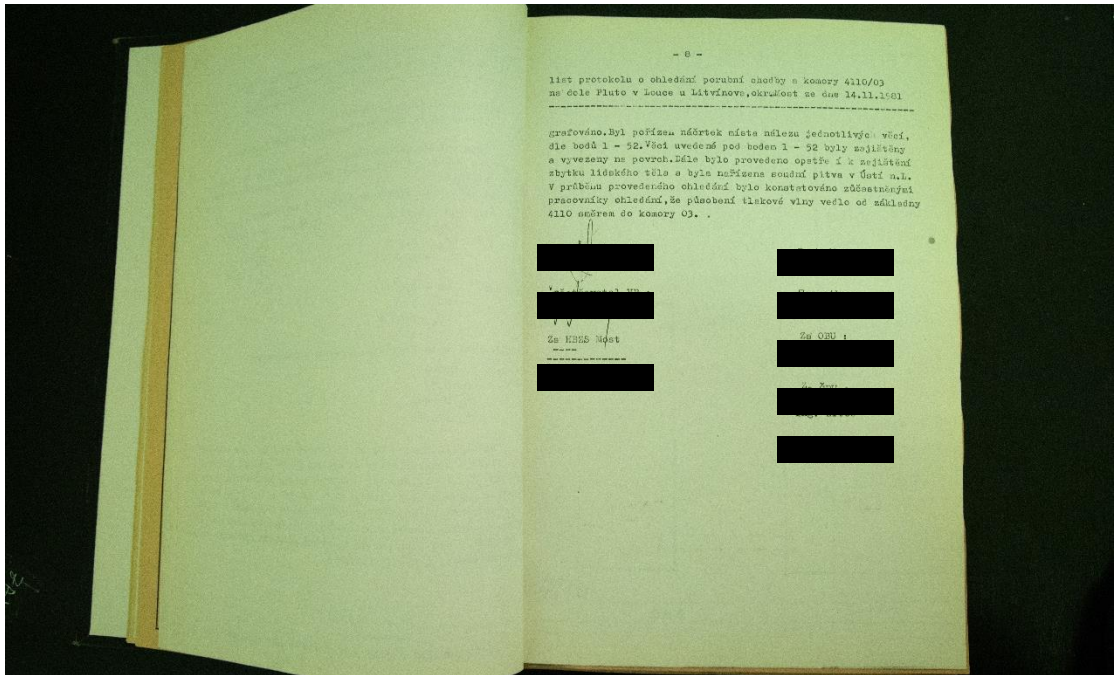 - 8 -
list protokolu o ohledání porubní chodby a komory 4110/03
na dole Pluto v Louce u Litvínova,okr.Most ze dne 14.11.1981
grafováno.Byl pořízen náčrtek místa nálezu jednotlivých věcí,
dle bodů 1 - 52.Věci uvedené pod bodem 1 - 52 byly zajištěny
a vyvezeny na povrch.Dále bylo provedeno opatře í k zajištění
zbytku lidského těla a byla nařízena soudní pitva v Ústí n.L.
V průběhu provedeného ohledání bylo konstatováno zúčastněnými
pracovníky ohledání,že působení tlakové vlny vedlo od základny
4110 směrem do komory 03.
Za OBÚ :
Za HBZS Most